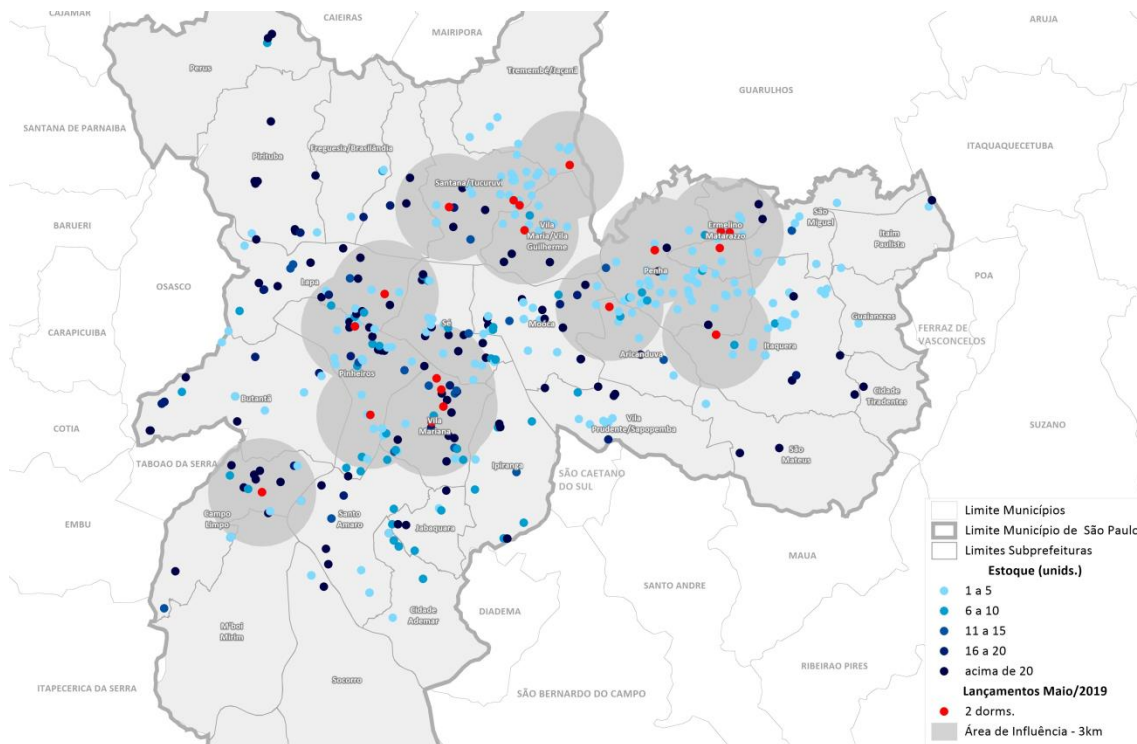 CAJAMAR
CAIEIRAS
MAIRIPORA
ARUJA
Perus
Tremembé/Jaçanã
GUARULHOS
SANTANA DE PARNAIBA
Pirituba
Freguesia/Brasilândia
ITAQUAQUECETUBA
Santana/Tucuruvi
BARUERI
Vila
Maria/Vila
Guilherme
Ermelino
Matarazzo
São
Miguel
Itaim
Paulista
OSASCO
Lapa
Penha
POA
CARAPICUIBA
Sé
Mooca
Guaianazes
FERRAZ DE
VASCONCELOS
Aricanduva
Itaquera
Pinheiros
Butantã
Cidade
Tiradentes
COTIA
Vila
Mariana
Vila
Prudente/Sapopemba
SUZANO
TABOAO DA SERRA
Ipiranga
SÃO CAETANO
DO SUL
São
Mateus
EMBU
Campo
Limpo
Santo
Amaro
Jabaquara
MAUA
SANTO ANDRE
Cidade
Ademar
DIADEMA
M'boi
Mirim
RIBEIRAO PIRES
ITAPECERICA DA SERRA
Socorro
SÃO BERNARDO DO CAMPO
Limite Municípios
Limite Município de São Paulo
Limites Subprefeituras
Estoque (unids.)
1 a 5
6 a 10
11 a 15
16 a 20
acima de 20
Lançamentos Maio/2019
2 dorms.
Área de Influência - 3km